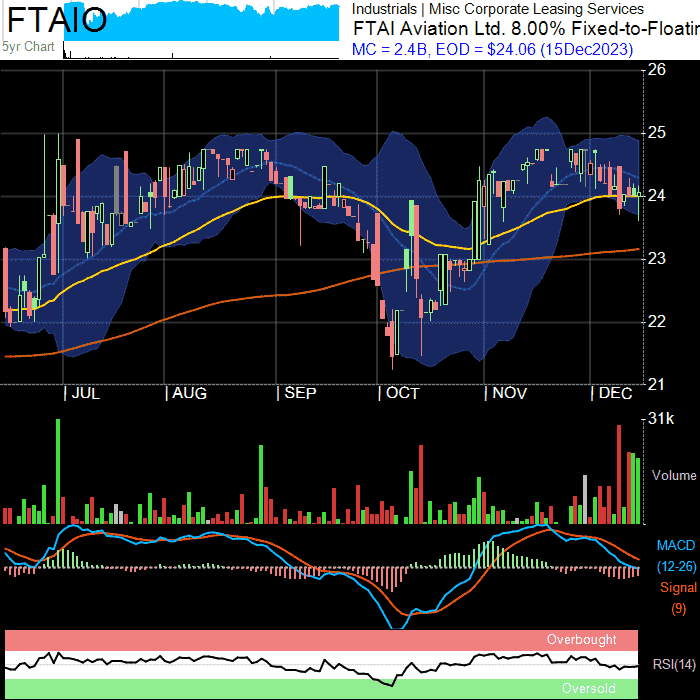 FTAIO
5yr Chart
Industrials | Misc Corporate Leasing Services
FTAI Aviation Ltd. 8.00% Fixed-to-Floatin
MC = 2.4B, EOD = $24.06 (15Dec2023)
26
25
24
23
22
21
JUL
AUG
SEP
OCT
NOV
DEC
31k
Volume
MACD
(12-26)
Signal
(9)
Overbought
RSI(14)
Oversold